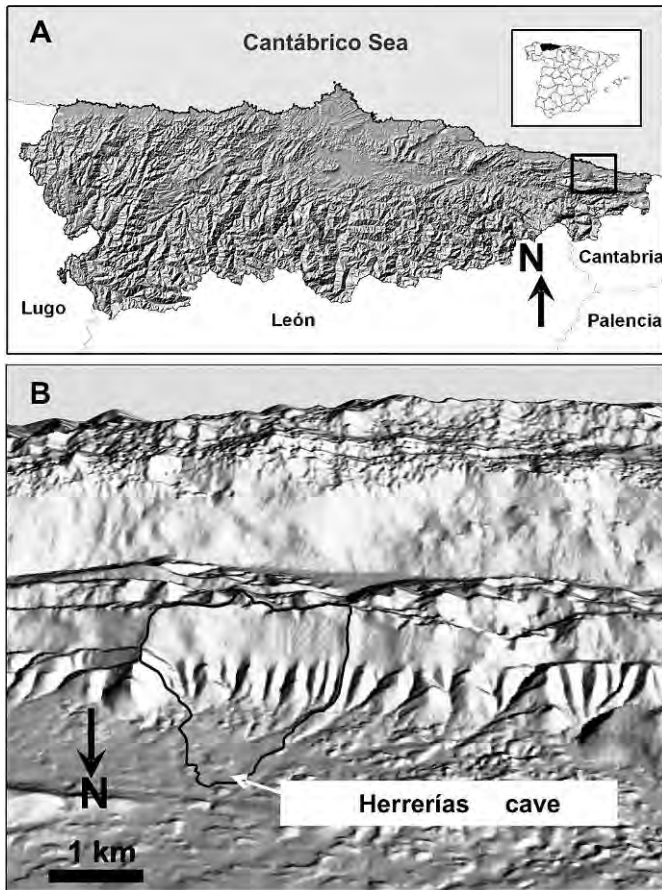 A
Cantábrico Sea
N
Cantabria
Lugo
León
Palencia
B
N
Herrerías cave
1 km